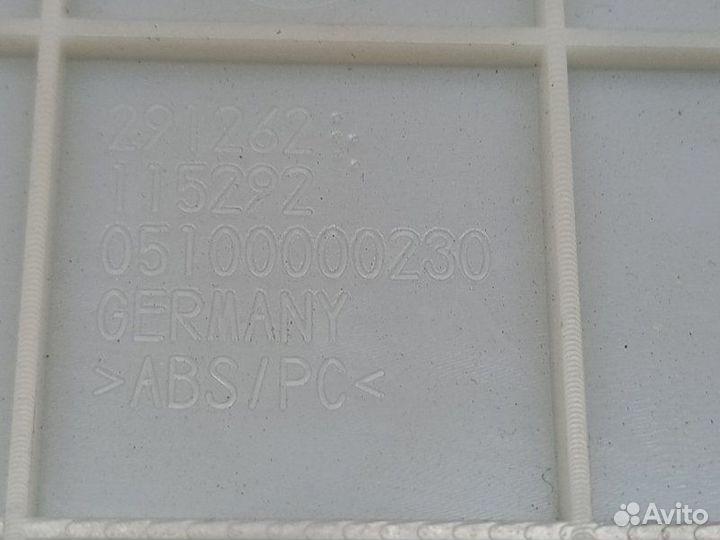 291262
115292
05100000230
GERMANY
>ABS/PC<
Avito